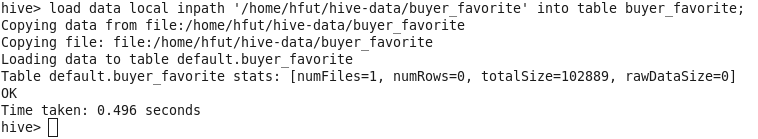 hive> load data local inpath '/home/hfut/hive-data/buyer_favorite' into table buyer_favorite;
Copying data from file:/home/hfut/hive-data/buyer_favorite
Copying file: file:/home/hfut/hive-data/buyer_favorite
Loading data to table default.buyer_favorite
Table default.buyer_favorite stats: [numFiles=1, numRows=0, totalSize=102889, rawDataSize=0]
OK
Time taken: 0.496 seconds
hive>